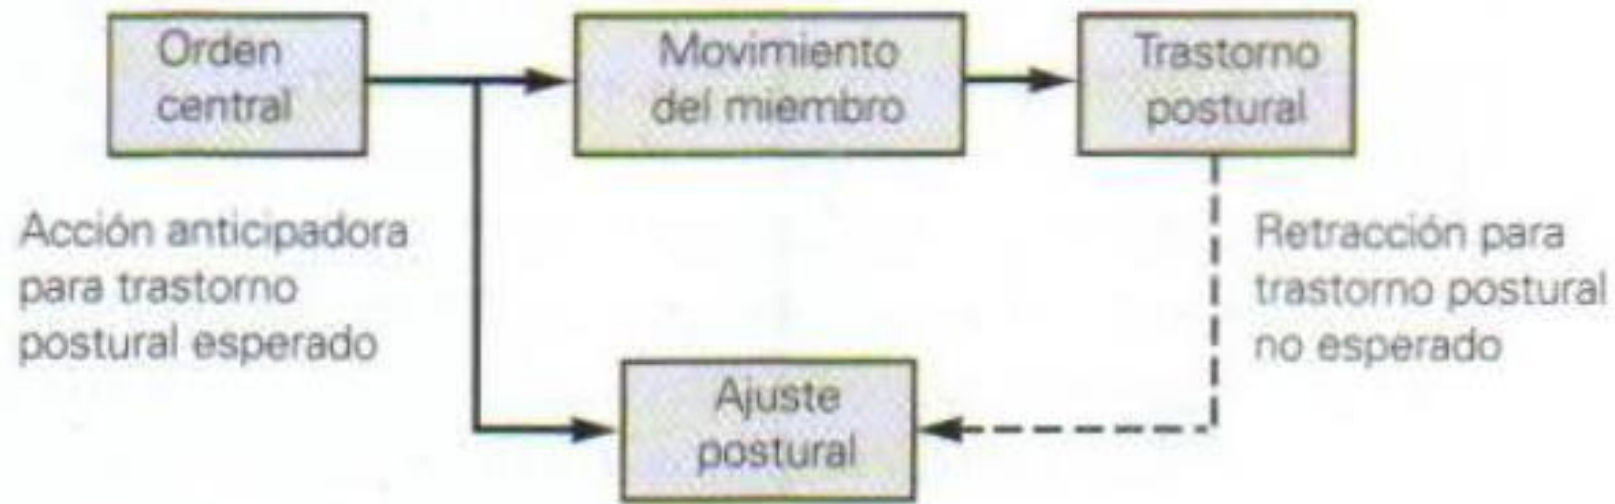 Orden
central
Movimiento
del miembro
Trastorno
postural
Acción anticipadora
para trastorno
postural esperado
Retracción para
trastorno postural
no esperado
Ajuste
postural